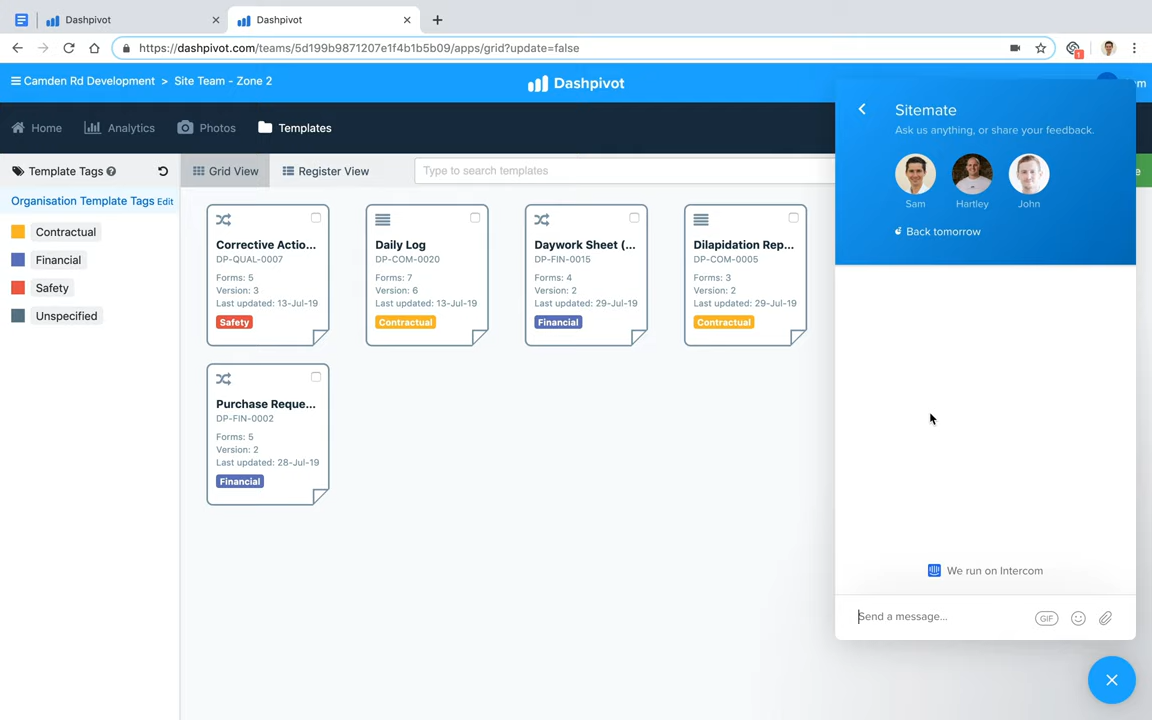 Dashpivot
Dashpivot
https://dashpivot.com/teams/5d199b9871207e1f4b1b5b09/apps/grid?update=false
1
Camden Rd Development > Site Team - Zone 2
Dashpivot
Home
Analytics
Photos
Templates
Template Tags
Grid View
Register View
Type to search templates
Organisation Template Tags Edit
Contractual
Financial
Safety
Unspecified
Corrective Actio...
DP-QUAL-0007
Forms: 5
Version: 3
Last updated: 13-Jul-19
Safety
Daily Log
DP-COM-0020
Forms: 7
Version: 6
Last updated: 13-Jul-19
Contractual
Daywork Sheet (...
DP-FIN-0015
Forms: 4
Version: 2
Last updated: 29-Jul-19
Financial
Dilapidation Rep...
DP-COM-0005
Forms: 3
Version: 2
Last updated: 29-Jul-19
Contractual
Purchase Reque...
DP-FIN-0002
Forms: 5
Version: 2
Last updated: 28-Jul-19
Financial
Sitemate
Ask us anything, or share your feedback.
Sam
Hartley
John
Back tomorrow
We run on Intercom
Send a message...
GIF